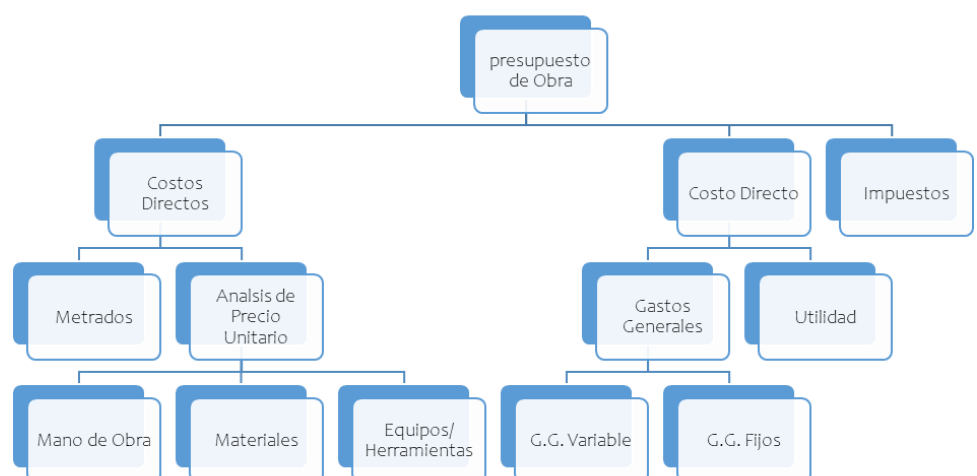 presupuesto
de Obra
Costos
Directos
Costo Directo
Impuestos
Metrados
Analsis de
Precio
Unitario
Gastos
Generales
Utilidad
Mano de Obra
Materiales
Equipos/
Herramientas
G.G. Variable
G.G. Fijos